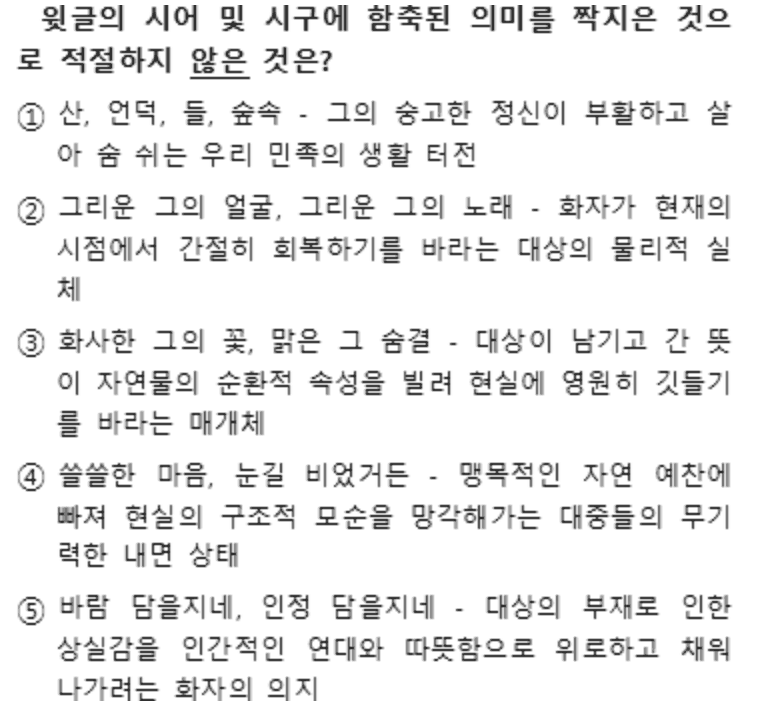 윗글의 시어 및 시구에 함축된 의미를 짝지은 것으
로 적절하지 않은 것은?
① 산, 언덕, 들, 숲속 - 그의 숭고한 정신이 부활하고 살
아 숨 쉬는 우리 민족의 생활 터전
② 그리운 그의 얼굴, 그리운 그의 노래 - 화자가 현재의
시점에서 간절히 회복하기를 바라는 대상의 물리적 실
체
③ 화사한 그의 꽃, 맑은 그 숨결 - 대상이 남기고 간 뜻
이 자연물의 순환적 속성을 빌려 현실에 영원히 깃들기
를 바라는 매개체
④ 쓸쓸한 마음, 눈길 비었거든 - 맹목적인 자연 예찬에
빠져 현실의 구조적 모순을 망각해가는 대중들의 무기
력한 내면 상태
⑤ 바람 담을지네, 인정 담을지네 - 대상의 부재로 인한
상실감을 인간적인 연대와 따뜻함으로 위로하고 채워
나가려는 화자의 의지